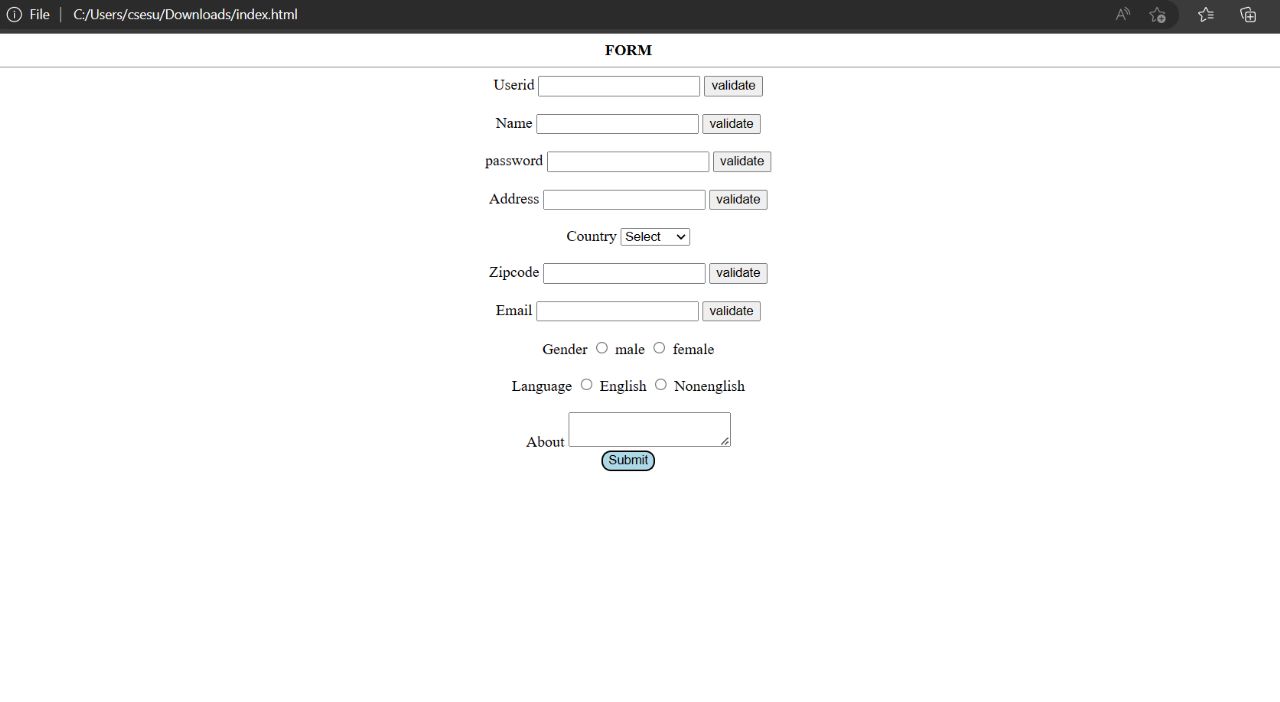 File | C:/Users/csesu/Downloads/index.html
FORM
Userid validate
Name validate
password validate
Address validate
Country Select
Zipcode validate
Email validate
Gender male female
Language English Nonenglish
About
Submit